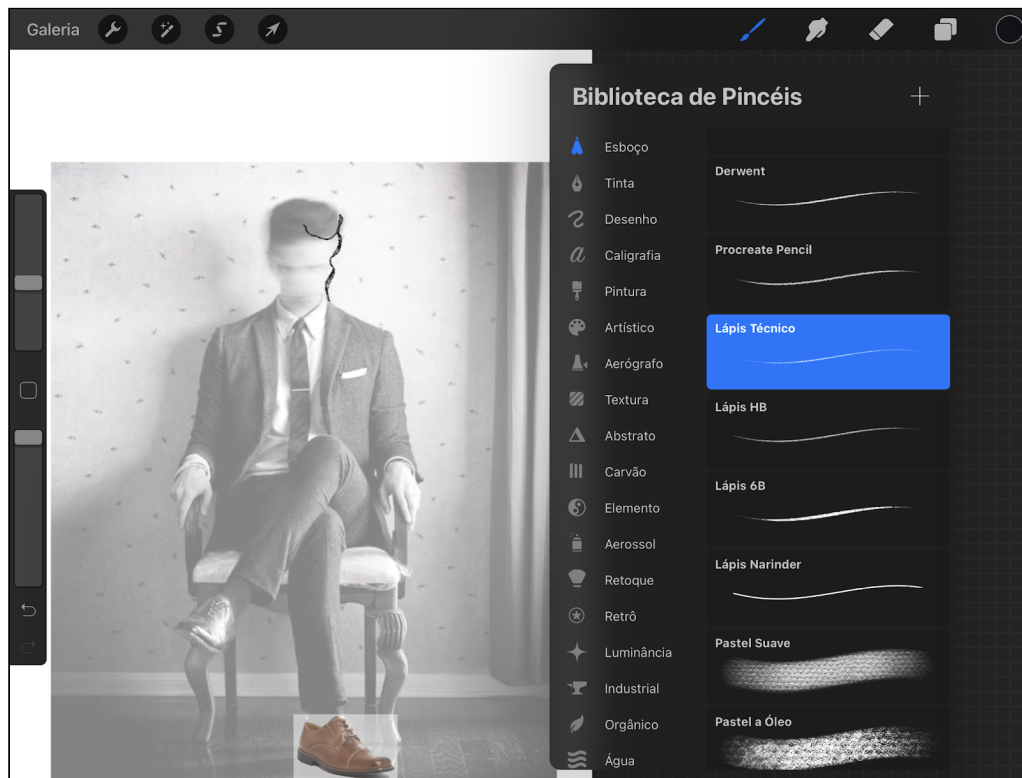 Galeria
Biblioteca de Pincéis
Esboço
Tinta
Desenho
Caligrafia
Pintura
Artístico
Aerógrafo
Textura
Abstrato
Carvão
Elemento
Aerossol
Retoque
Retrô
Luminância
Industrial
Orgânico
Água
Derwent
Procreate Pencil
Lápis Técnico
Lápis HB
Lápis 6B
Lápis Narinder
Pastel Suave
Pastel a Óleo